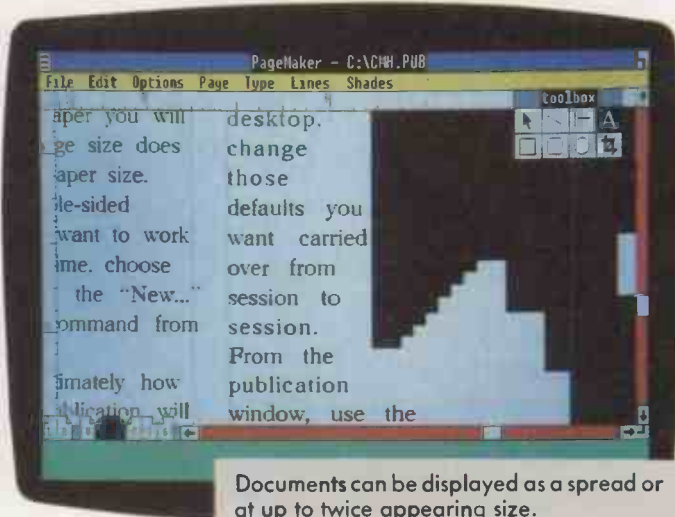 PageMaker - C:\CMH.PUB
File Edit Options Page Type Lines Shades
toolbox
A
aper you will
ge size does
aper size.
le-sided
want to work
ime. choose
the "New..."
ommand from
timately how
will
desktop.
change
those
defaults you
want carried
over from
session to
session.
From the
publication
window, use the
Documents can be displayed as a spread or
at up to twice appearing size.